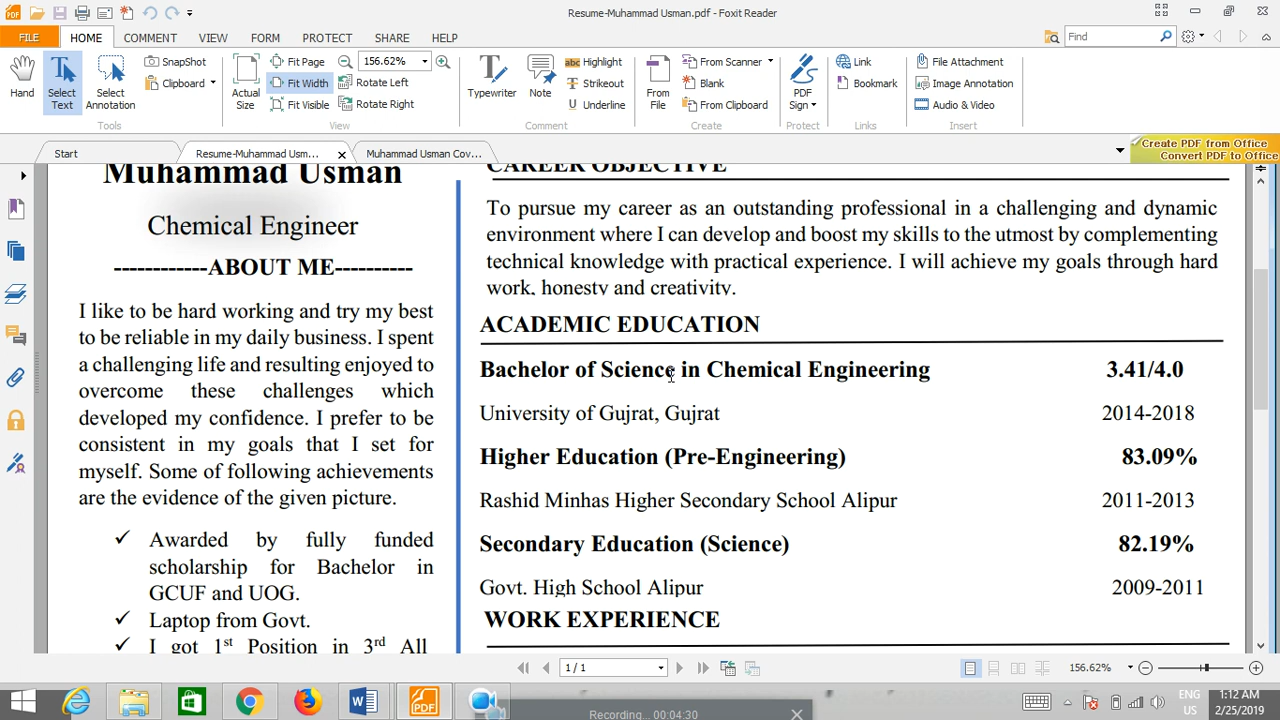 Resume-Muhammad Usman.pdf - Foxit Reader
FILE HOME COMMENT VIEW FORM PROTECT SHARE HELP
Find
Hand
Select Text
Select Annotation
SnapShot
Clipboard
Tools
Actual Size
Fit Page
Fit Width
Fit Visible
156.62%
Rotate Left
Rotate Right
View
Typewriter
Note
Highlight
Strikeout
Underline
Comment
From File
From Scanner
Blank
From Clipboard
Create
PDF Sign
Protect
Link
Bookmark
Links
File Attachment
Image Annotation
Audio & Video
Insert
Start
Resume-Muhammad Usm...
Muhammad Usman Cov...
Create PDF from Office
Convert PDF to Office
Muhammad Usman
Chemical Engineer
------------ABOUT ME----------
I like to be hard working and try my best
to be reliable in my daily business. I spent
a challenging life and resulting enjoyed to
overcome these challenges which
developed my confidence. I prefer to be
consistent in my goals that I set for
myself. Some of following achievements
are the evidence of the given picture.
✓ Awarded by fully funded
scholarship for Bachelor in
GCUF and UOG.
✓ Laptop from Govt.
✓ I got 1st Position in 3rd All
CAREER OBJECTIVE
To pursue my career as an outstanding professional in a challenging and dynamic
environment where I can develop and boost my skills to the utmost by complementing
technical knowledge with practical experience. I will achieve my goals through hard
work, honesty and creativity.
ACADEMIC EDUCATION
Bachelor of Science in Chemical Engineering 3.41/4.0
University of Gujrat, Gujrat 2014-2018
Higher Education (Pre-Engineering) 83.09%
Rashid Minhas Higher Secondary School Alipur 2011-2013
Secondary Education (Science) 82.19%
Govt. High School Alipur 2009-2011
WORK EXPERIENCE
1 / 1
156.62%
Recording... 00:04:30
ENG
US
1:12 AM
2/25/2019